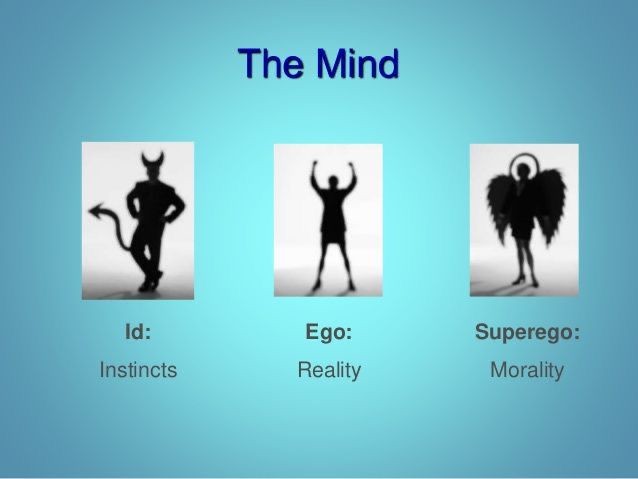 The Mind
Id:
Instincts
Ego:
Reality
Superego:
Morality